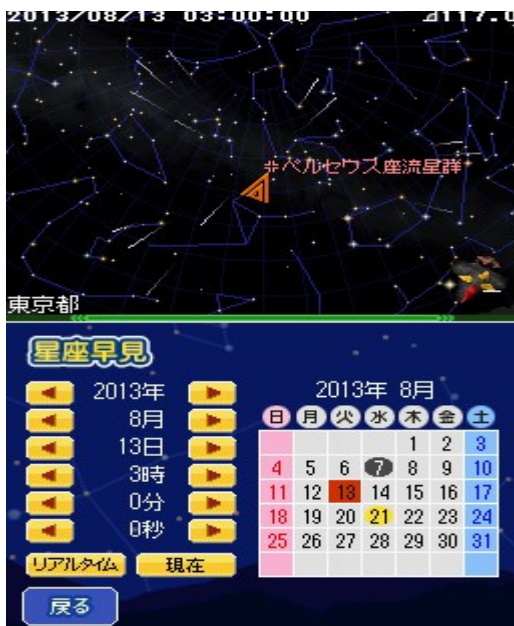 2013/08/13 03:00:00
⊿117.0
ペルセウス座流星群
東京都
星座早見
2013年
8月
13日
3時
0分
0秒
リアルタイム 現在
戻る
2013年 8月
日 月 火 水 木 金 土
1 2 3
4 5 6 7 8 9 10
11 12 13 14 15 16 17
18 19 20 21 22 23 24
25 26 27 28 29 30 31